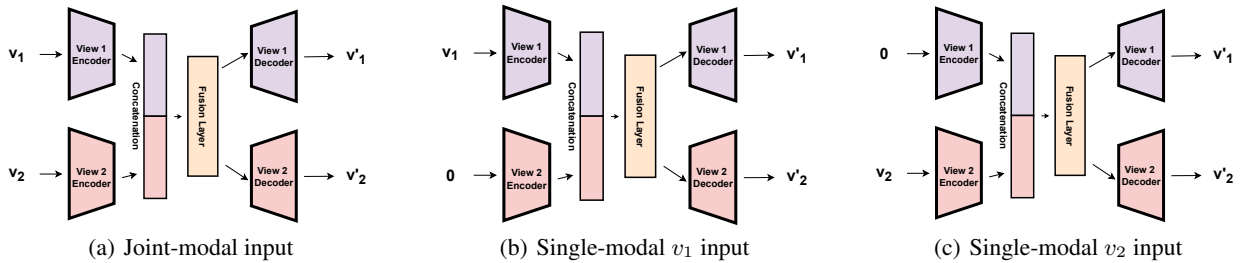 v₁
View 1
Encoder
Concatenation
Fusion Layer
View 1
Decoder
v'₁
v₂
View 2
Encoder
View 2
Decoder
v'₂
(a) Joint-modal input
v₁
View 1
Encoder
Concatenation
Fusion Layer
View 1
Decoder
v'₁
0
View 2
Encoder
View 2
Decoder
v'₂
(b) Single-modal v₁ input
0
View 1
Encoder
Concatenation
Fusion Layer
View 1
Decoder
v'₁
v₂
View 2
Encoder
View 2
Decoder
v'₂
(c) Single-modal v₂ input